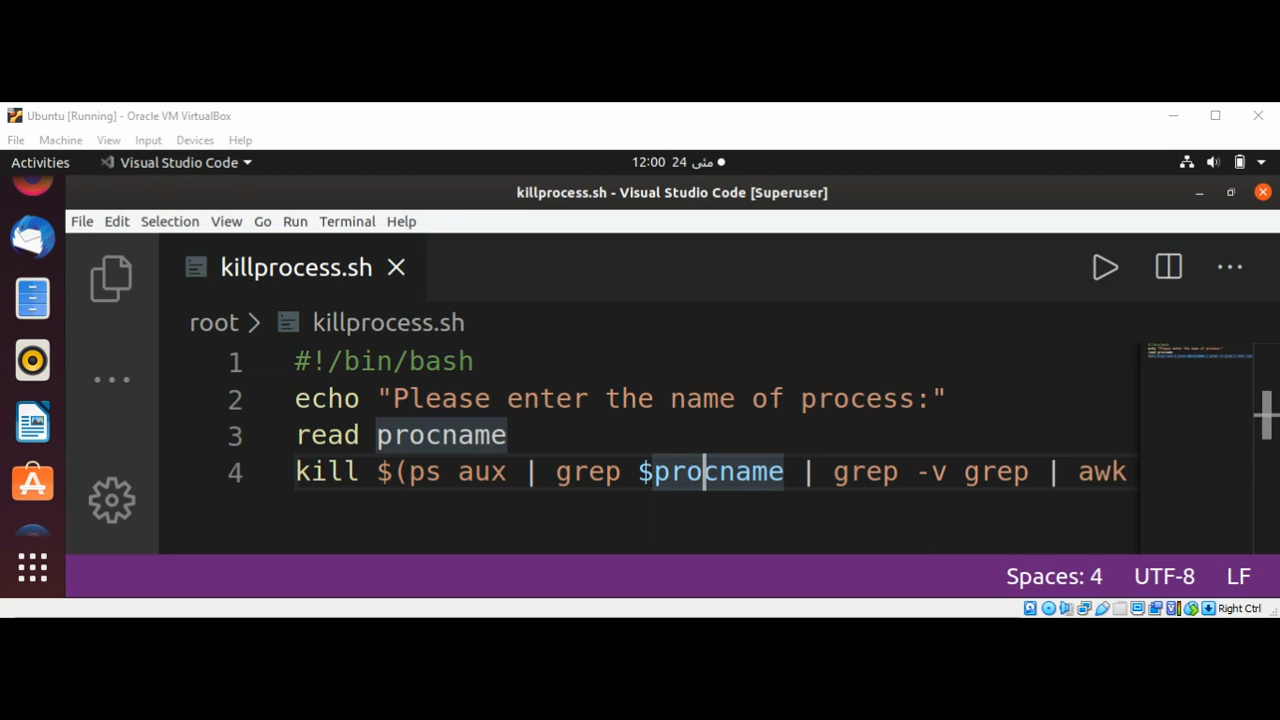 Ubuntu [Running] - Oracle VM VirtualBox
File Machine View Input Devices Help
Activities Visual Studio Code 12:00 24 مئی
killprocess.sh - Visual Studio Code [Superuser]
File Edit Selection View Go Run Terminal Help
killprocess.sh
root > killprocess.sh
1 #!/bin/bash
2 echo "Please enter the name of process:"
3 read procname
4 kill $(ps aux | grep $procname | grep -v grep | awk
Spaces: 4 UTF-8 LF
Right Ctrl